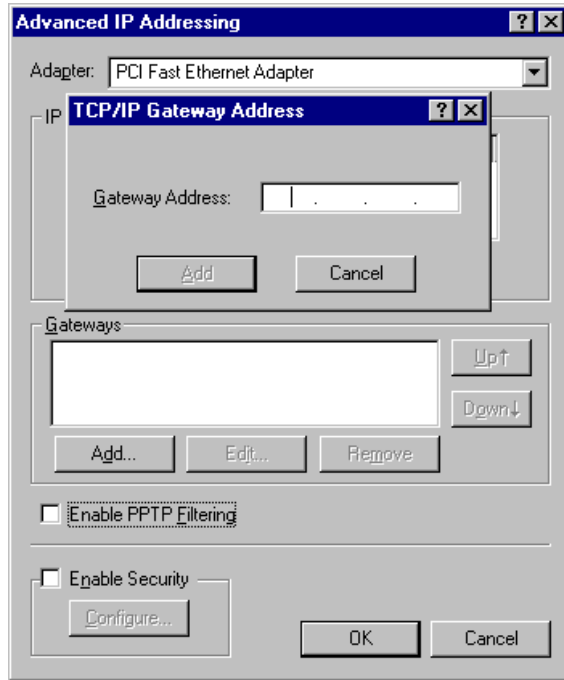 Advanced IP Addressing
Adapter: PCI Fast Ethernet Adapter
IP
TCP/IP Gateway Address
Gateway Address: . . .
Add Cancel
Gateways
Up↑
Down↓
Add... Edit... Remove
Enable PPTP Filtering
Enable Security
Configure...
OK Cancel